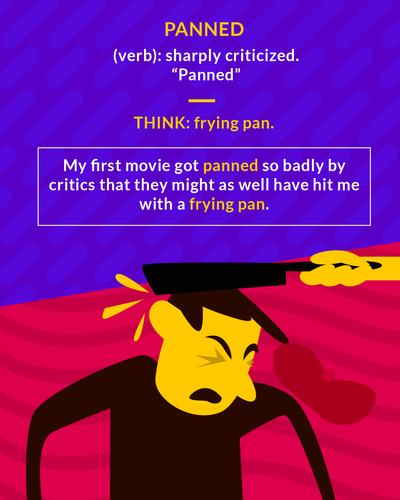 PANNED
(verb): sharply criticized.
“Panned”
THINK: frying pan.
My first movie got panned so badly by
critics that they might as well have hit me
with a frying pan.